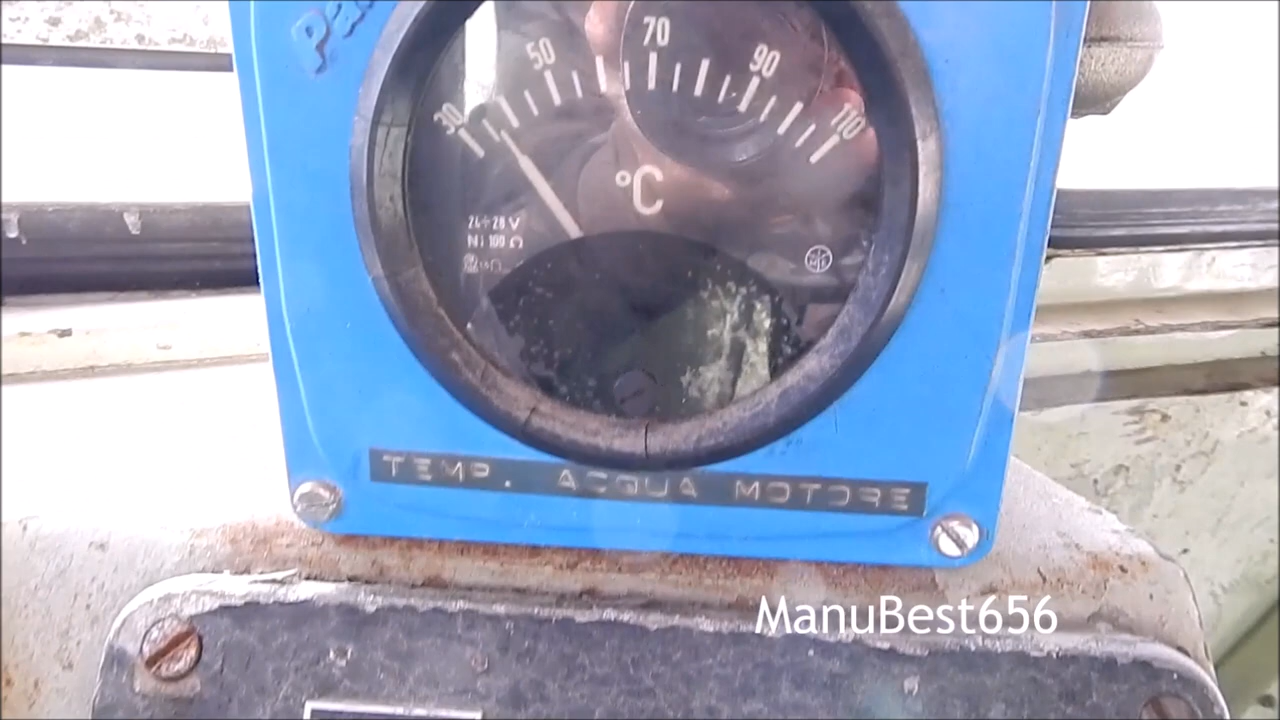 30 50 70 90 110
°C
24÷28 V
Ni 100 Ω
TEMP. ACQUA MOTORE
ManuBest656